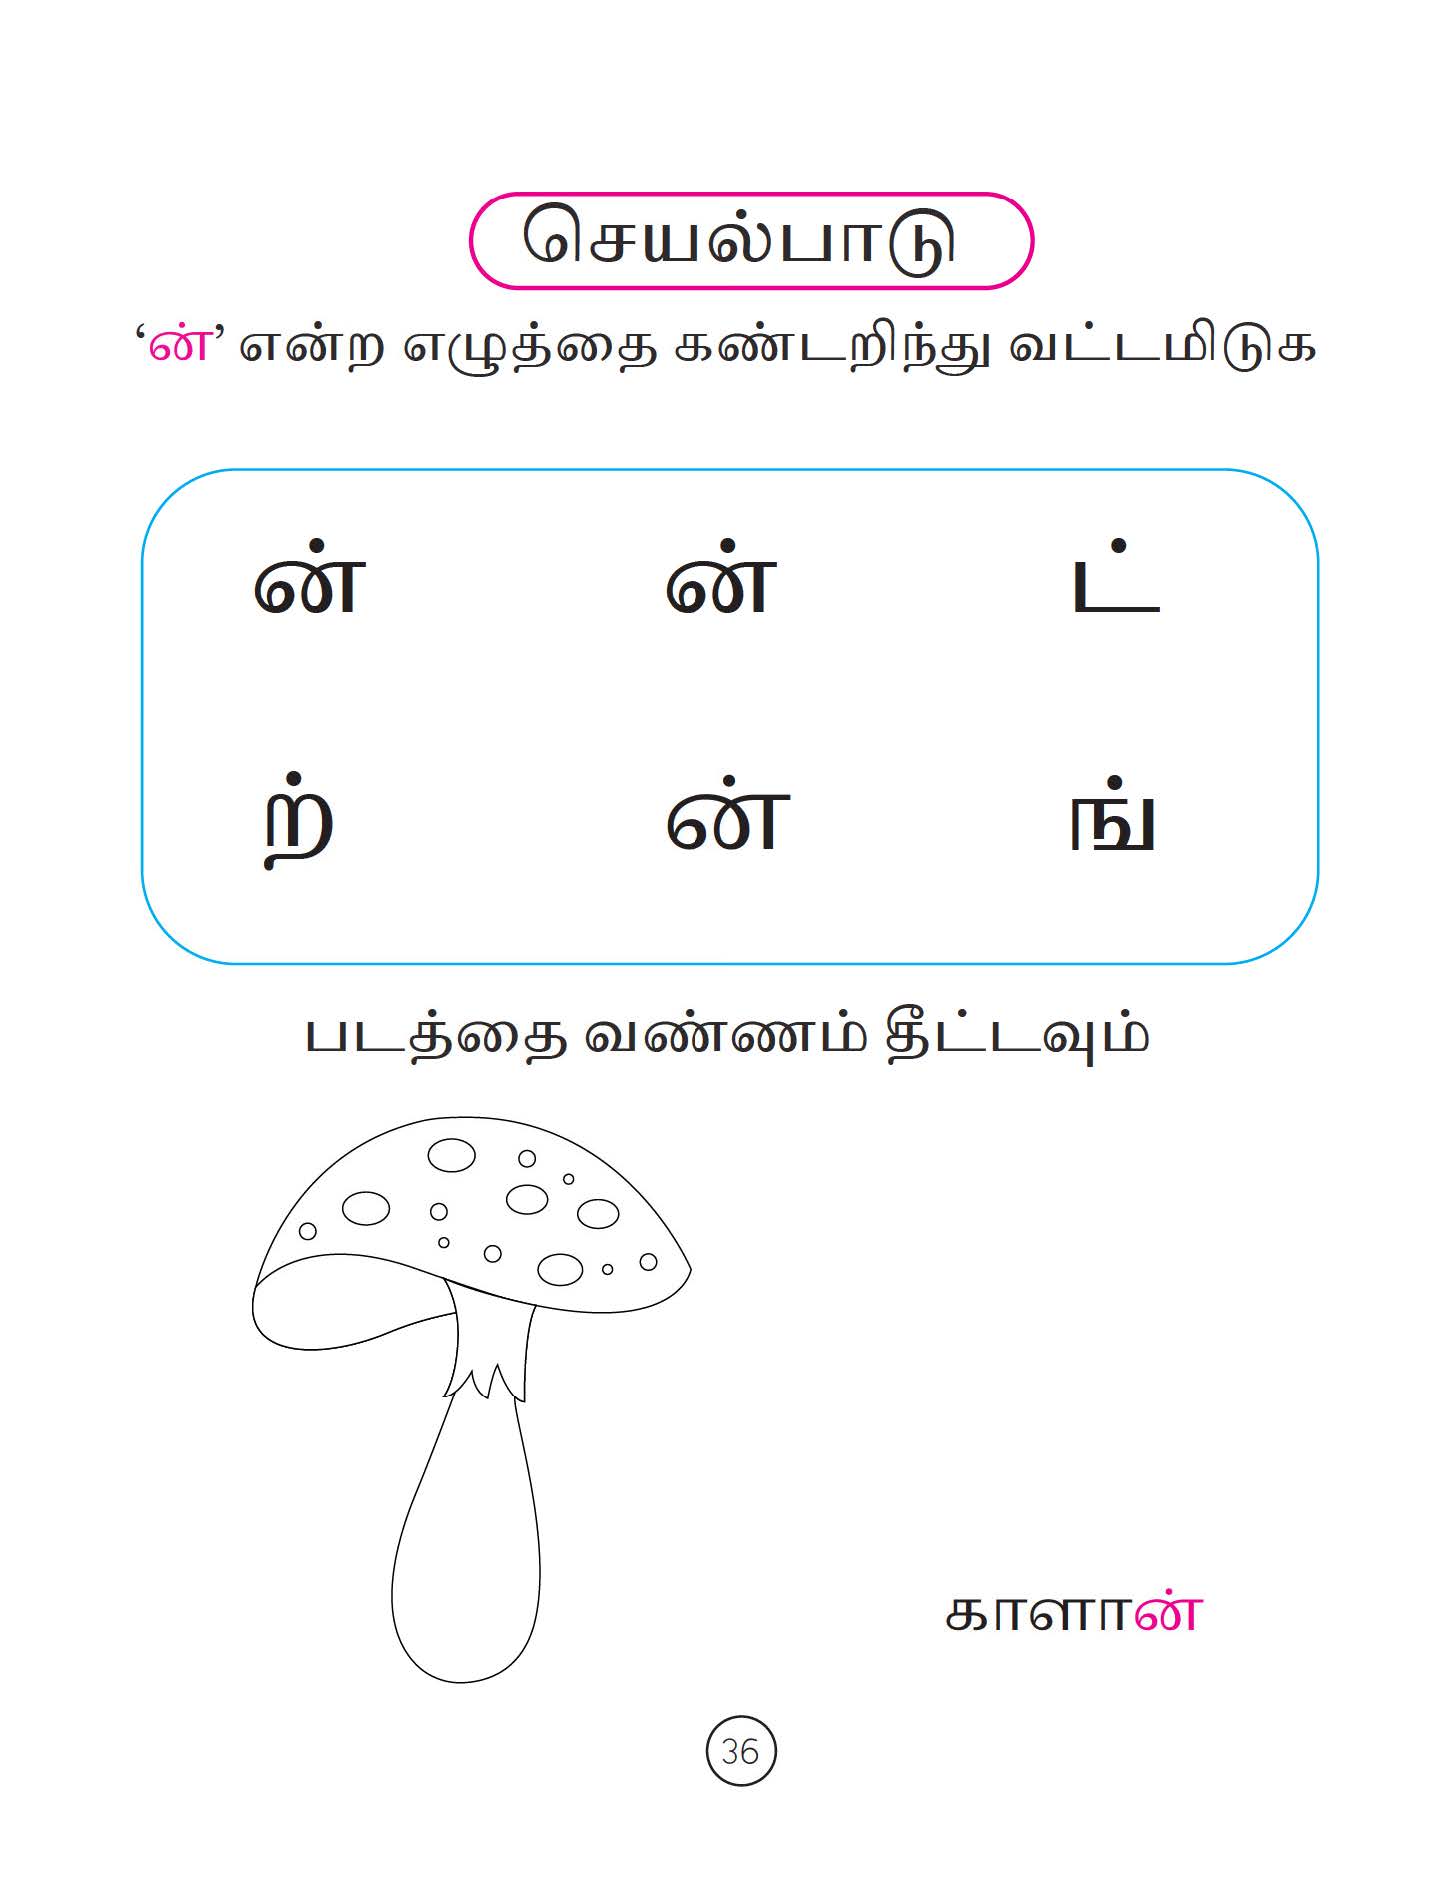 செயல்பாடு
‘ன்’ என்ற எழுத்தை கண்டறிந்து வட்டமிடுக
ன் ன் ட்
ற் ன் ங்
படத்தை வண்ணம் தீட்டவும்
காளான்
36